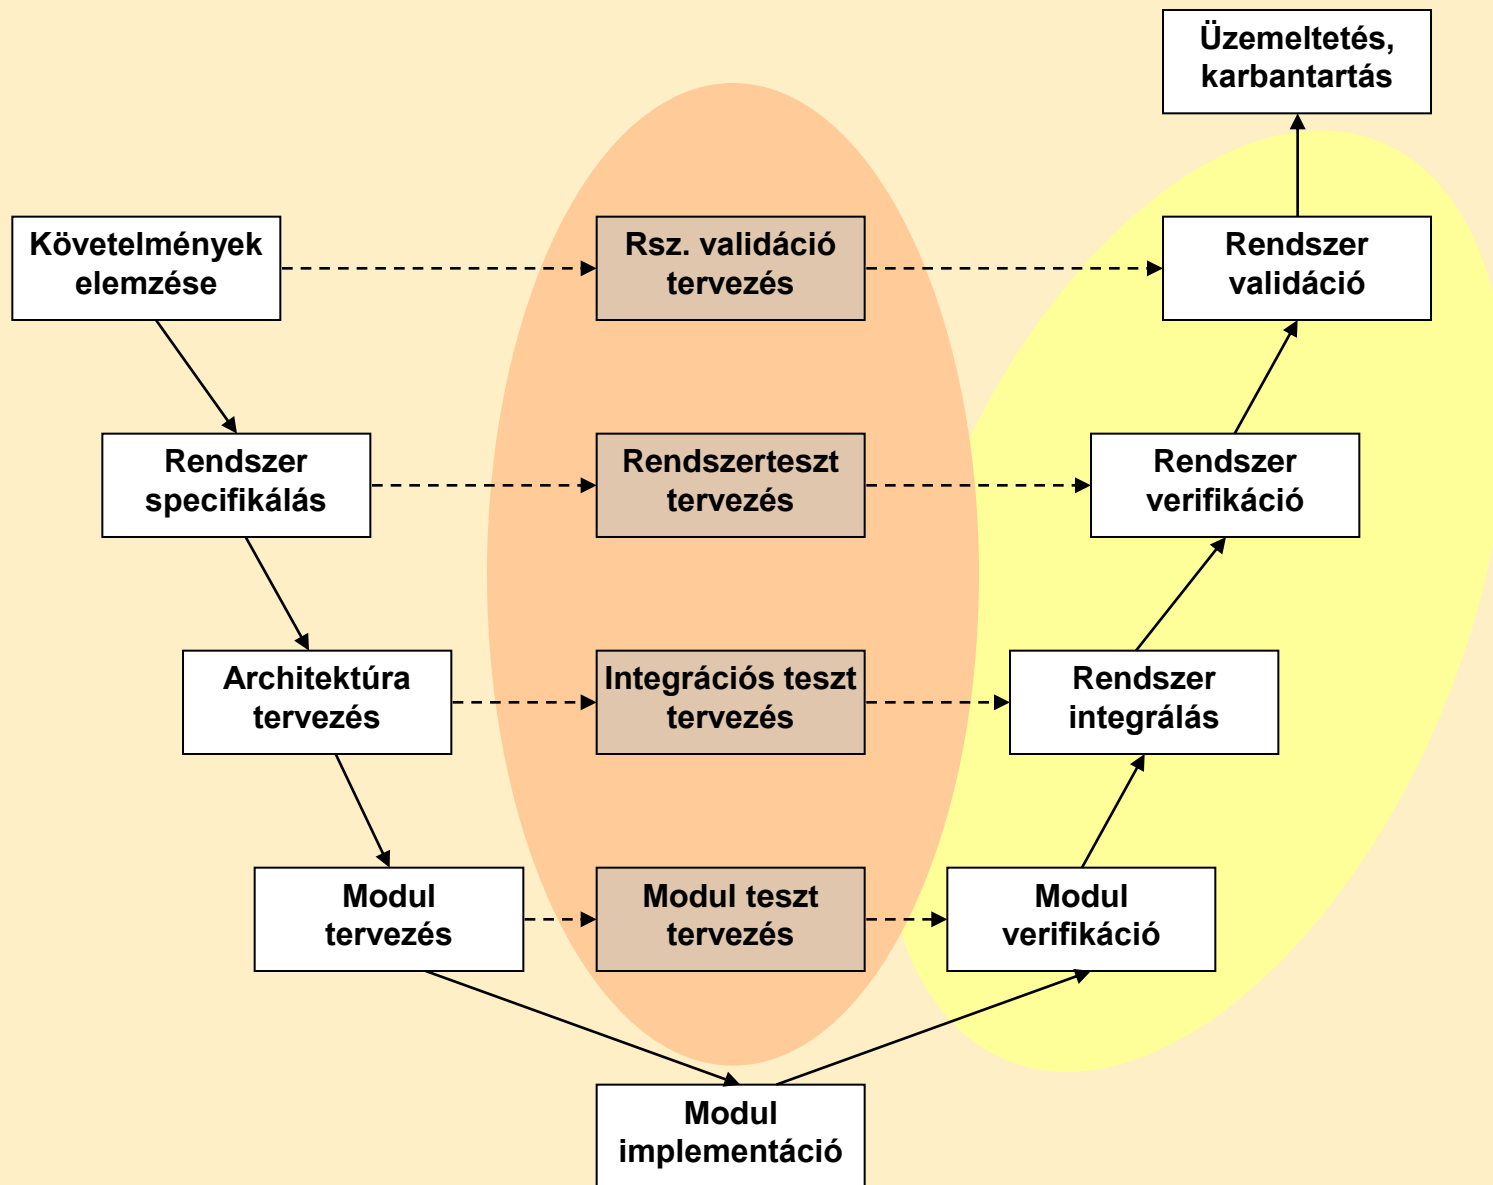 Üzemeltetés,
karbantartás
Követelmények
elemzése
Rsz. validáció
tervezés
Rendszer
validáció
Rendszer
specifikálás
Rendszerteszt
tervezés
Rendszer
verifikáció
Architektúra
tervezés
Integrációs teszt
tervezés
Rendszer
integrálás
Modul
tervezés
Modul teszt
tervezés
Modul
verifikáció
Modul
implementáció